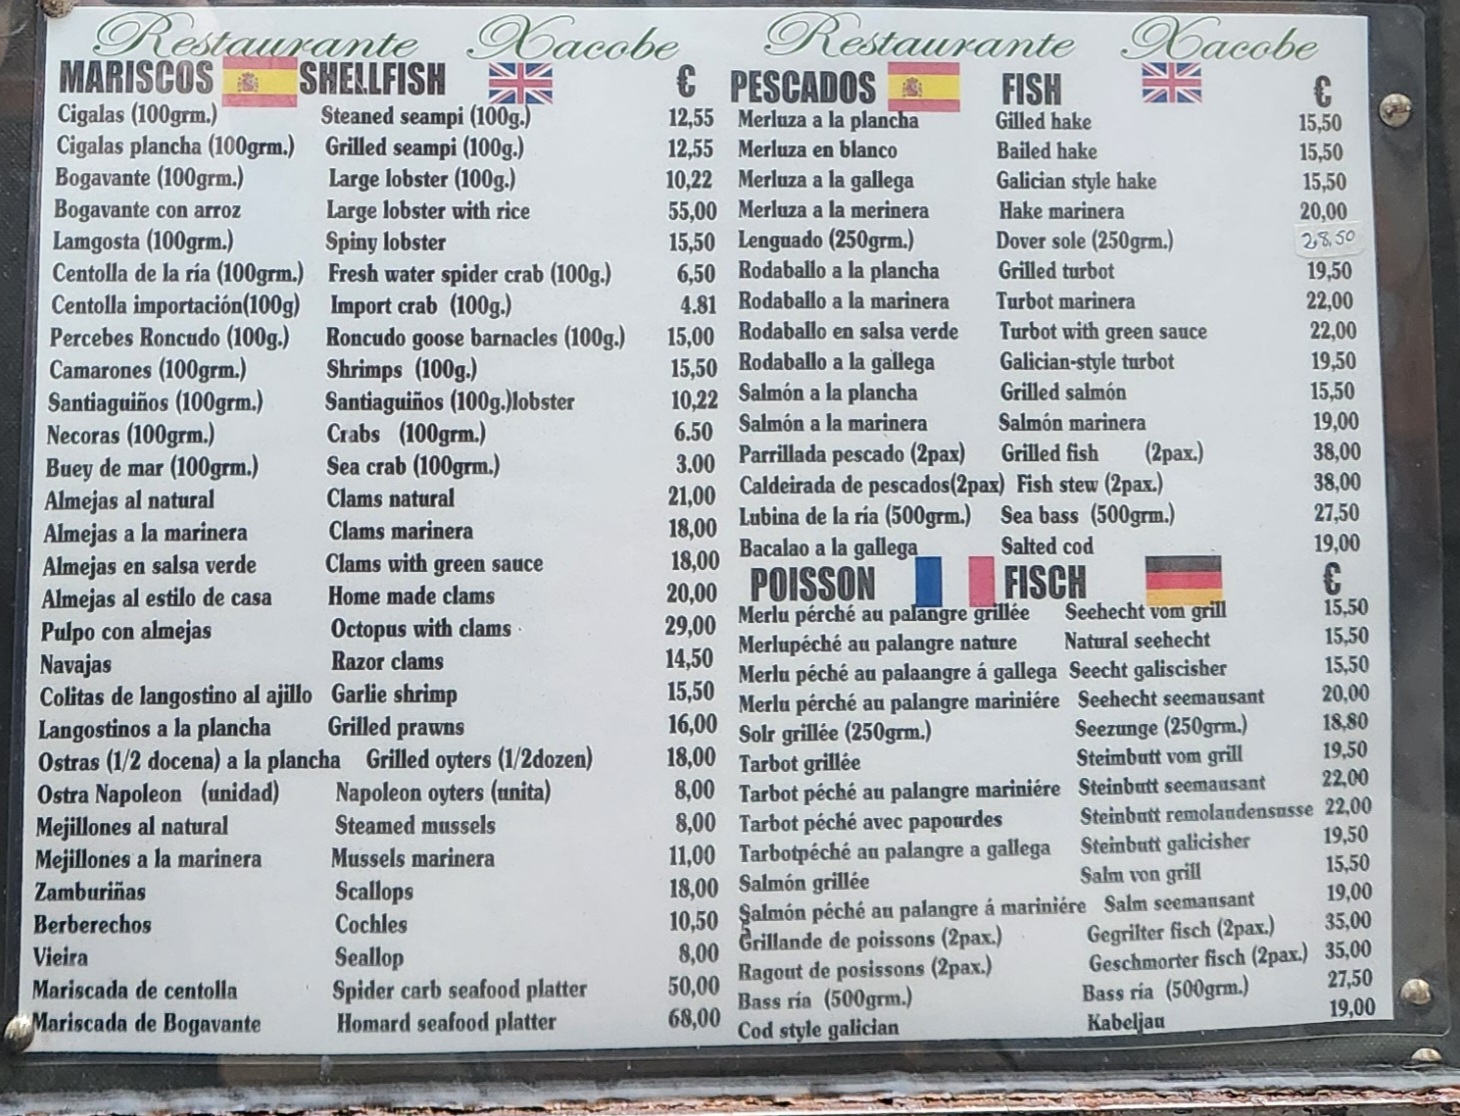 Restaurante Xacobe
MARISCOS SHELLFISH €
Cigalas (100grm.) Steaned seampi (100g.) 12,55
Cigalas plancha (100grm.) Grilled seampi (100g.) 12,55
Bogavante (100grm.) Large lobster (100g.) 10,22
Bogavante con arroz Large lobster with rice 55,00
Lamgosta (100grm.) Spiny lobster 15,50
Centolla de la ría (100grm.) Fresh water spider crab (100g.) 6,50
Centolla importación(100g) Import crab (100g.) 4.81
Percebes Roncudo (100g.) Roncudo goose barnacles (100g.) 15,00
Camarones (100grm.) Shrimps (100g.) 15,50
Santiaguiños (100grm.) Santiaguiños (100g.)lobster 10,22
Necoras (100grm.) Crabs (100grm.) 6.50
Buey de mar (100grm.) Sea crab (100grm.) 3.00
Almejas al natural Clams natural 21,00
Almejas a la marinera Clams marinera 18,00
Almejas en salsa verde Clams with green sauce 18,00
Almejas al estilo de casa Home made clams 20,00
Pulpo con almejas Octopus with clams 29,00
Navajas Razor clams 14,50
Colitas de langostino al ajillo Garlie shrimp 15,50
Langostinos a la plancha Grilled prawns 16,00
Ostras (1/2 docena) a la plancha Grilled oyters (1/2dozen) 18,00
Ostra Napoleon (unidad) Napoleon oyters (unita) 8,00
Mejillones al natural Steamed mussels 8,00
Mejillones a la marinera Mussels marinera 11,00
Zamburiñas Scallops 18,00
Berberechos Cochles 10,50
Vieira Seallop 8,00
Mariscada de centolla Spider carb seafood platter 50,00
Mariscada de Bogavante Homard seafood platter 68,00
Restaurante Xacobe
PESCADOS FISH €
Merluza a la plancha Gilled hake 15,50
Merluza en blanco Bailed hake 15,50
Merluza a la gallega Galician style hake 15,50
Merluza a la merinera Hake marinera 20,00
Lenguado (250grm.) Dover sole (250grm.) 28,50
Rodaballo a la plancha Grilled turbot 19,50
Rodaballo a la marinera Turbot marinera 22,00
Rodaballo en salsa verde Turbot with green sauce 22,00
Rodaballo a la gallega Galician-style turbot 19,50
Salmón a la plancha Grilled salmón 15,50
Salmón a la marinera Salmón marinera 19,00
Parrillada pescado (2pax) Grilled fish (2pax.) 38,00
Caldeirada de pescados(2pax) Fish stew (2pax.) 38,00
Lubina de la ría (500grm.) Sea bass (500grm.) 27,50
Bacalao a la gallega Salted cod 19,00
POISSON FISCH €
Merlu pérché au palangre grillée Seehecht vom grill 15,50
Merlupéché au palangre nature Natural seehecht 15,50
Merlu péché au palaangre á gallega Seecht galiscisher 15,50
Merlu pérché au palangre mariniére Seehecht seemansant 20,00
Solr grillée (250grm.) Seezunge (250grm.) 18,80
Tarbot grillée Steimbutt vom grill 19,50
Tarbot péché au palangre mariniére Steinbutt seemansant 22,00
Tarbot péché avec papourdes Steinbutt remolandensusse 22,00
Tarbotpéché au palangre a gallega Steinbutt galicisher 19,50
Salmón grillée Salm von grill 15,50
Salmón péché au palangre á mariniére Salm seemansant 19,00
Grillande de poissons (2pax.) Gegrilter fisch (2pax.) 35,00
Ragout de posissons (2pax.) Geschmorter fisch (2pax.) 35,00
Bass ría (500grm.) Bass ria (500grm.) 27,50
Cod style galician Kabeljau 19,00